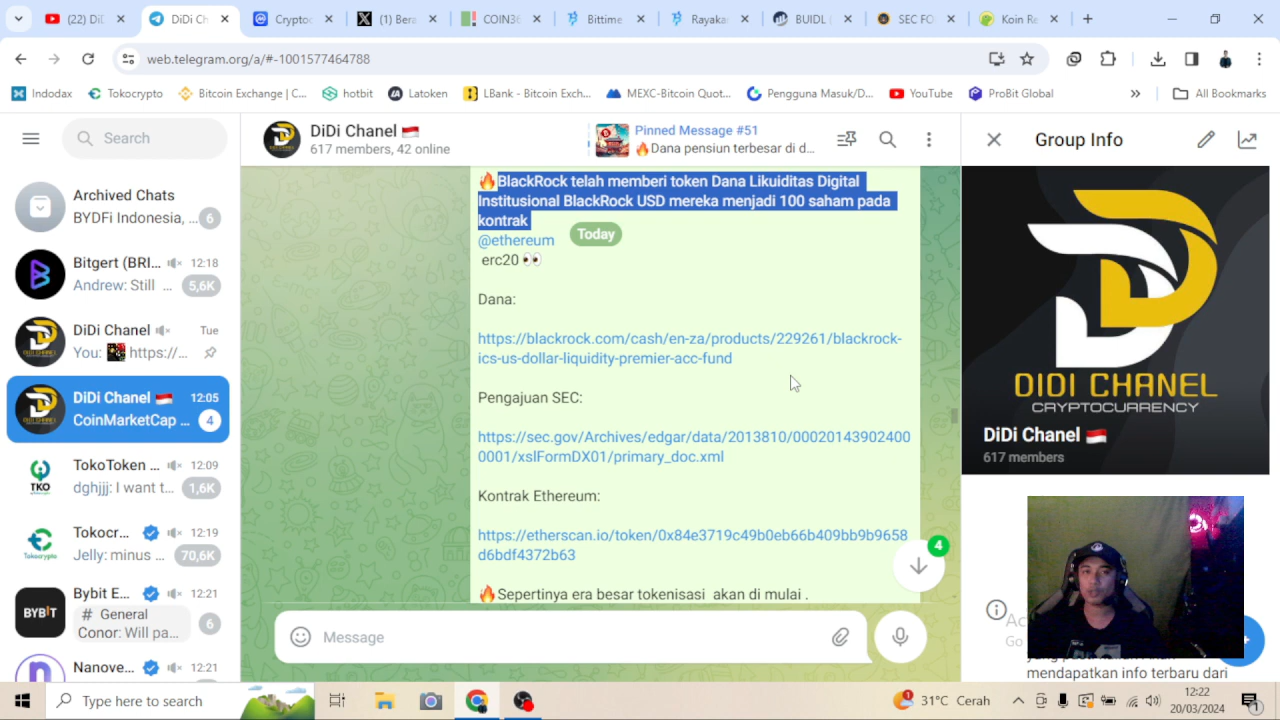 (22) DiD
DiDi Ch
Cryptoc
(1) Bera
COIN36
Bittime
Rayakan
BUIDL (
SEC FO
Koin Re
web.telegram.org/a/#-1001577464788
Indodax
Tokocrypto
Bitcoin Exchange | C...
hotbit
Latoken
LBank - Bitcoin Exch...
MEXC-Bitcoin Quot...
Pengguna Masuk/D...
YouTube
ProBit Global
All Bookmarks
Search
Archived Chats
BYDFi Indonesia, ...
6
Bitgert (BRI...
12:18
Andrew: Still ...
5,6K
DiDi Chanel
Tue
You: https://...
DiDi Chanel
12:05
CoinMarketCap ...
4
TokoToken ...
12:09
dghjjj: I want t...
1,6K
Tokocr...
12:19
Jelly: minus ...
70,6K
Bybit E...
12:21
# General
Conor: Will pa...
6
Nanove...
12:21
DiDi Chanel
617 members, 42 online
Pinned Message #51
🔥Dana pensiun terbesar di d...
🔥BlackRock telah memberi token Dana Likuiditas Digital
Institusional BlackRock USD mereka menjadi 100 saham pada
kontrak
@ethereum
Today
erc20 👀
Dana:
https://blackrock.com/cash/en-za/products/229261/blackrock-
ics-us-dollar-liquidity-premier-acc-fund
Pengajuan SEC:
https://sec.gov/Archives/edgar/data/2013810/00020143902400
0001/xslFormDX01/primary_doc.xml
Kontrak Ethereum:
https://etherscan.io/token/0x84e3719c49b0eb66b409bb9b9658
d6bdf4372b63
🔥Sepertinya era besar tokenisasi akan di mulai .
4
Message
Group Info
DIDI CHANEL
CRYPTOCURRENCY
DiDi Chanel
617 members
mendapatkan info terbaru dari
Type here to search
1
31°C Cerah
12:22
20/03/2024
1